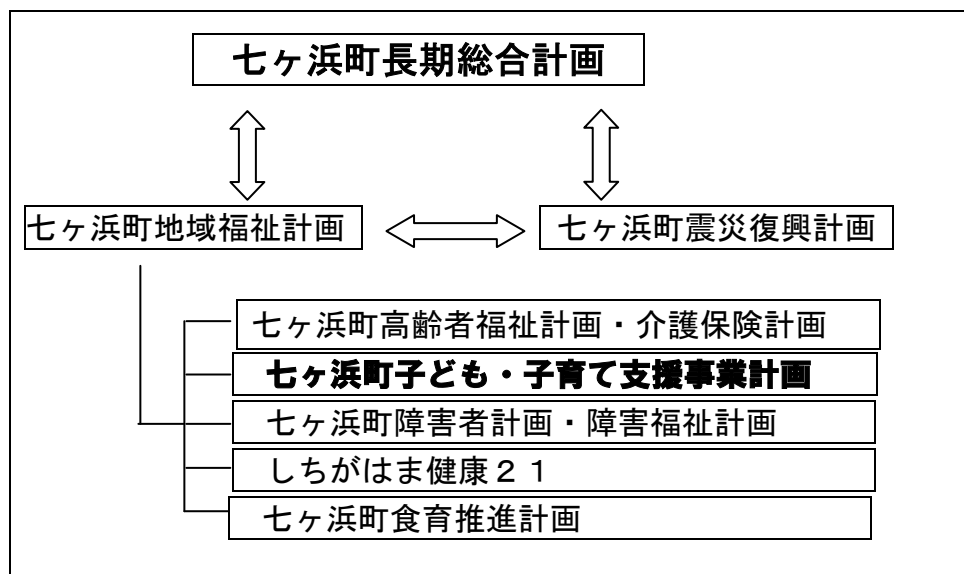 七ヶ浜町長期総合計画
七ヶ浜町地域福祉計画
七ヶ浜町震災復興計画
七ヶ浜町高齢者福祉計画・介護保険計画
七ヶ浜町子ども・子育て支援事業計画
七ヶ浜町障害者計画・障害福祉計画
しちがはま健康２１
七ヶ浜町食育推進計画